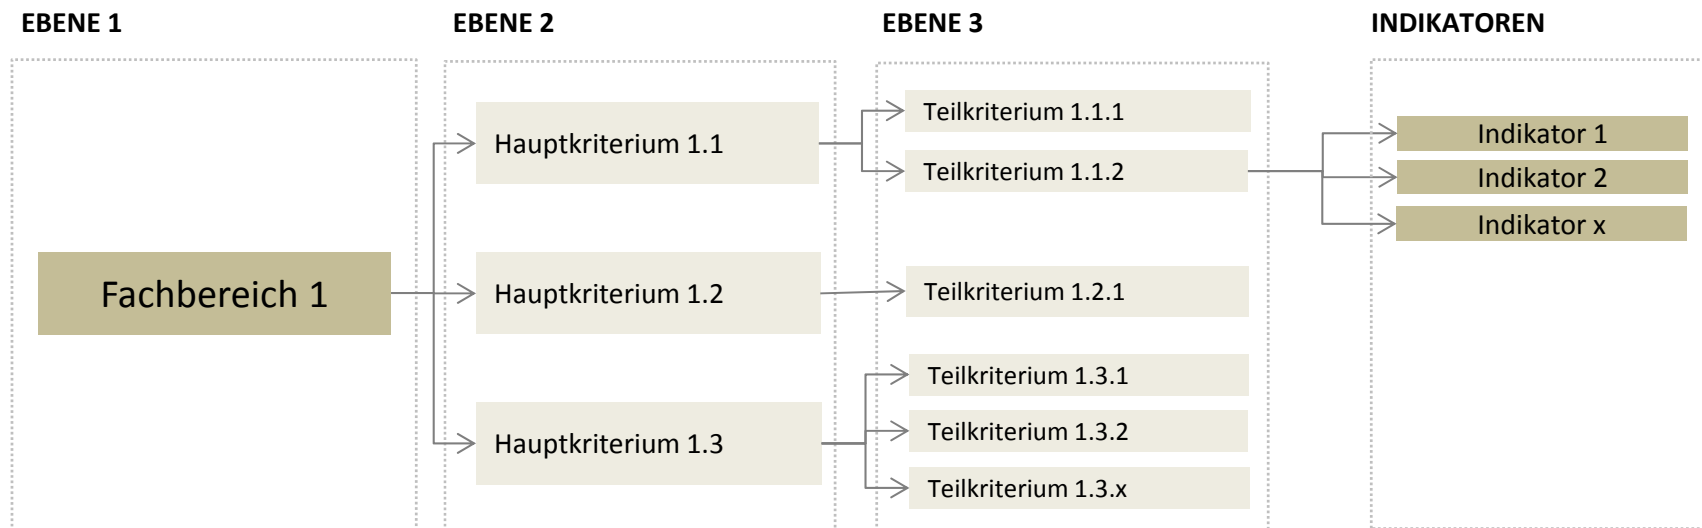 EBENE 1
EBENE 2
EBENE 3
INDIKATOREN
Fachbereich 1
Hauptkriterium 1.1
Hauptkriterium 1.2
Hauptkriterium 1.3
Teilkriterium 1.1.1
Teilkriterium 1.1.2
Teilkriterium 1.2.1
Teilkriterium 1.3.1
Teilkriterium 1.3.2
Teilkriterium 1.3.x
Indikator 1
Indikator 2
Indikator x